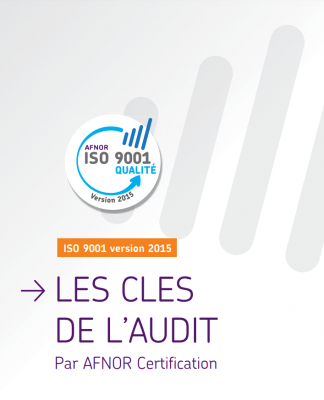 AFNOR
ISO 9001
QUALITÉ
Version 2015
ISO 9001 version 2015
→ LES CLES
DE L'AUDIT
Par AFNOR Certification